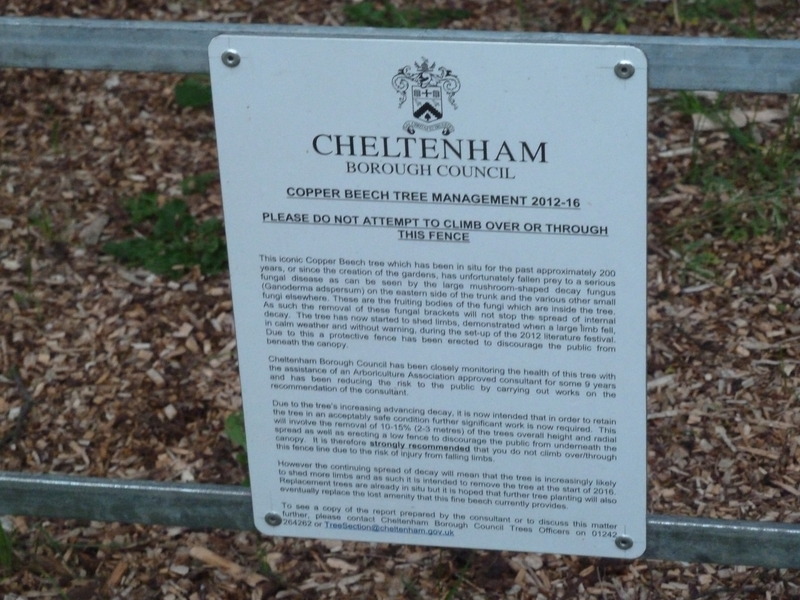 CHELTENHAM
BOROUGH COUNCIL
COPPER BEECH TREE MANAGEMENT 2012-16
PLEASE DO NOT ATTEMPT TO CLIMB OVER OR THROUGH
THIS FENCE
This iconic Copper Beech tree which has been in situ for the past approximately 200
years, or since the creation of the gardens, has unfortunately fallen prey to a serious
fungal disease as can be seen by the large mushroom-shaped decay fungus
(Ganoderma adspersum) on the eastern side of the trunk and the various other small
fungi elsewhere. These are the fruiting bodies of the fungi which are inside the tree.
As such the removal of these fungal brackets will not stop the spread of internal
decay. The tree has now started to shed limbs, demonstrated when a large limb fell,
in calm weather and without warning, during the set-up of the 2012 literature festival.
Due to this a protective fence has been erected to discourage the public from
beneath the canopy.
Cheltenham Borough Council has been closely monitoring the health of this tree with
the assistance of an Arboriculture Association approved consultant for some 9 years
and has been reducing the risk to the public by carrying out works on the
recommendation of the consultant.
Due to the tree's increasing advancing decay, it is now intended that in order to retain
the tree in an acceptably safe condition further significant work is now required. This
will involve the removal of 10-15% (2-3 metres) of the trees overall height and radial
spread as well as erecting a low fence to discourage the public from underneath the
canopy. It is therefore strongly recommended that you do not climb over/through
this fence line due to the risk of injury from falling limbs.
However the continuing spread of decay will mean that the tree is increasingly likely
to shed more limbs and as such it is intended to remove the tree at the start of 2016.
Replacement trees are already in situ but it is hoped that further tree planting will also
eventually replace the lost amenity that this fine beech currently provides.
To see a copy of the report prepared by the consultant or to discuss this matter
further, please contact Cheltenham Borough Council Trees Officers on 01242
264262 or TreeSection@cheltenham.gov.uk